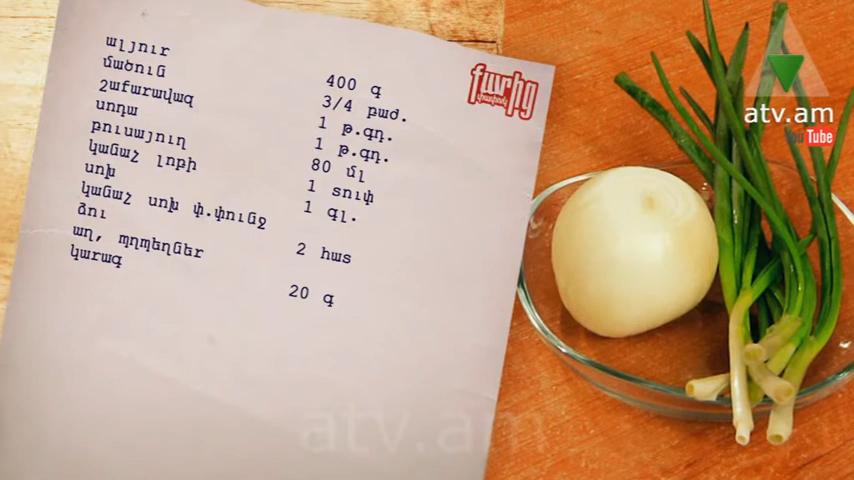 ալյուր 400 գ
մածուն 3/4 բաժ.
շաքարավազ 1 թ.գդ.
սոդա 1 թ.գդ.
բուսայուղ 80 մլ
կանաչ լոբի 1 տուփ
սոխ 1 գլ.
կանաչ սոխ փ.փունջ
ձու 2 հատ
աղ, պղպեղներ
կարագ 20 գ
atv.am
YouTube
atv.am